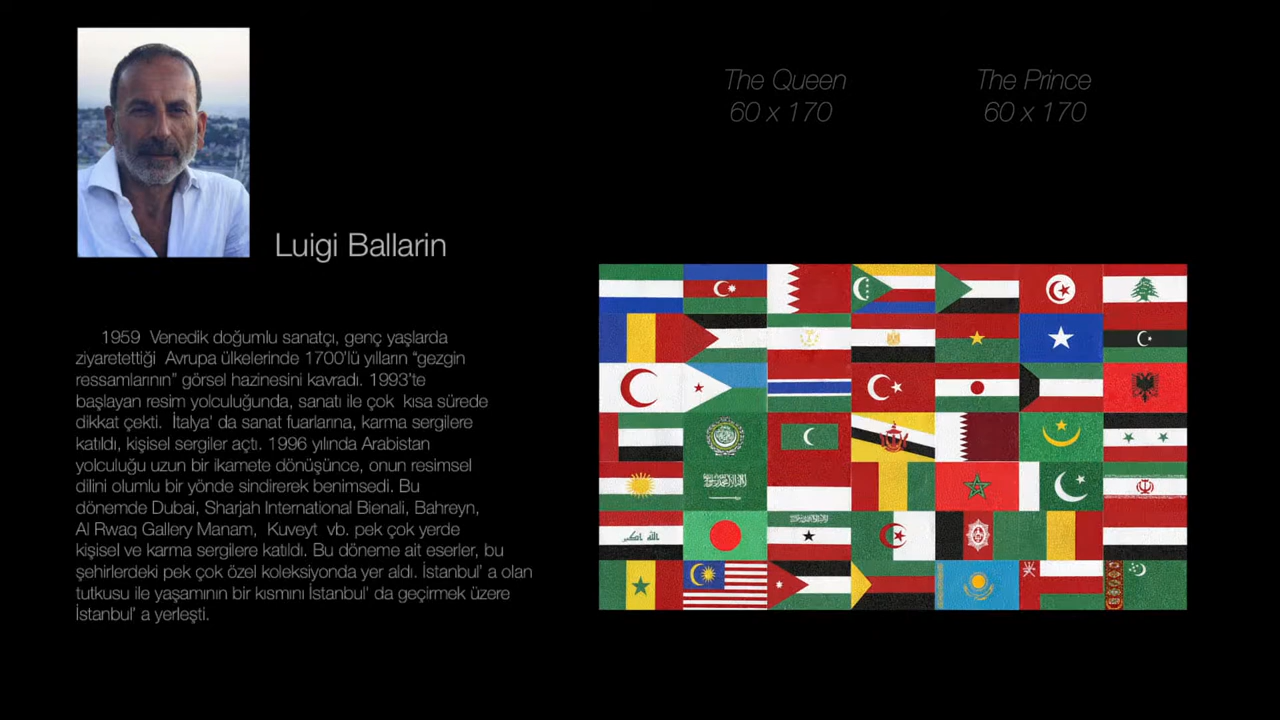 The Queen
60 x 170
The Prince
60 x 170
Luigi Ballarin
1959 Venedik doğumlu sanatçı, genç yaşlarda
ziyaretettiği Avrupa ülkelerinde 1700'lü yılların “gezgin
ressamlarının” görsel hazinesini kavradı. 1993'te
başlayan resim yolculuğunda, sanatı ile çok kısa sürede
dikkat çekti. İtalya' da sanat fuarlarına, karma sergilere
katıldı, kişisel sergiler açtı. 1996 yılında Arabistan
yolculuğu uzun bir ikamete dönüşünce, onun resimsel
dilini olumlu bir yönde sindirerek benimsedi. Bu
dönemde Dubai, Sharjah International Bienali, Bahreyn,
Al Rwaq Gallery Manam, Kuveyt vb. pek çok yerde
kişisel ve karma sergilere katıldı. Bu döneme ait eserler, bu
şehirlerdeki pek çok özel koleksiyonda yer aldı. İstanbul' a olan
tutkusu ile yaşamının bir kısmını İstanbul' da geçirmek üzere
İstanbul' a yerleşti.